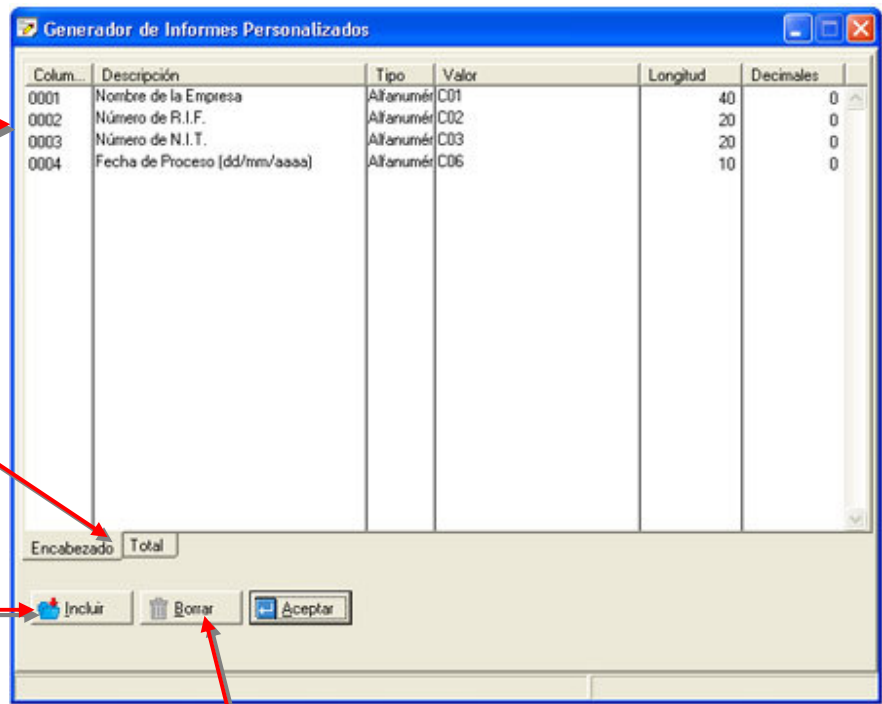 Generador de Informes Personalizados
Colum... Descripción Tipo Valor Longitud Decimales
0001 Nombre de la Empresa Alfanumér C01 40 0
0002 Número de R.I.F. Alfanumér C02 20 0
0003 Número de N.I.T. Alfanumér C03 20 0
0004 Fecha de Proceso (dd/mm/aaaa) Alfanumér C06 10 0
Encabezado Total
Incluir Borrar Aceptar